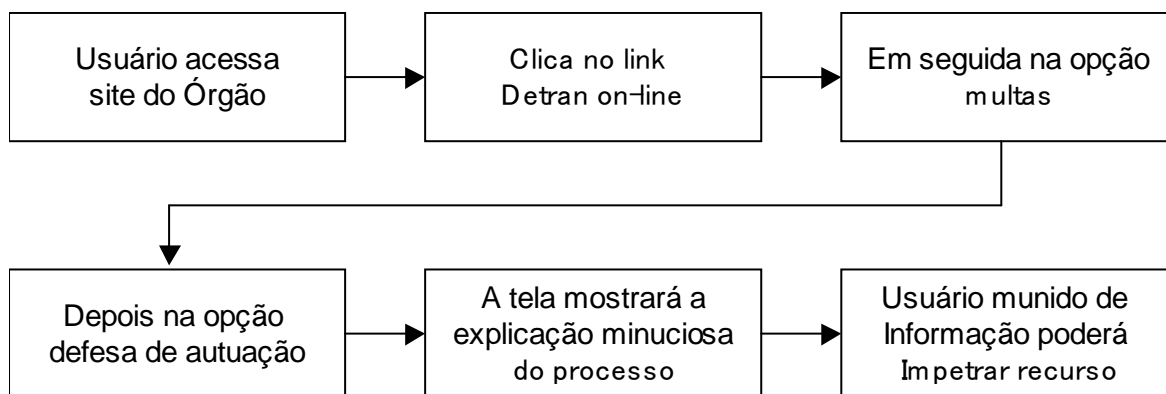 Usuário acessa
site do Órgão
Clica no link
Detran on-line
Em seguida na opção
multas
Depois na opção
defesa de autuação
A tela mostrará a
explicação minuciosa
do processo
Usuário munido de
Informação poderá
Impetrar recurso